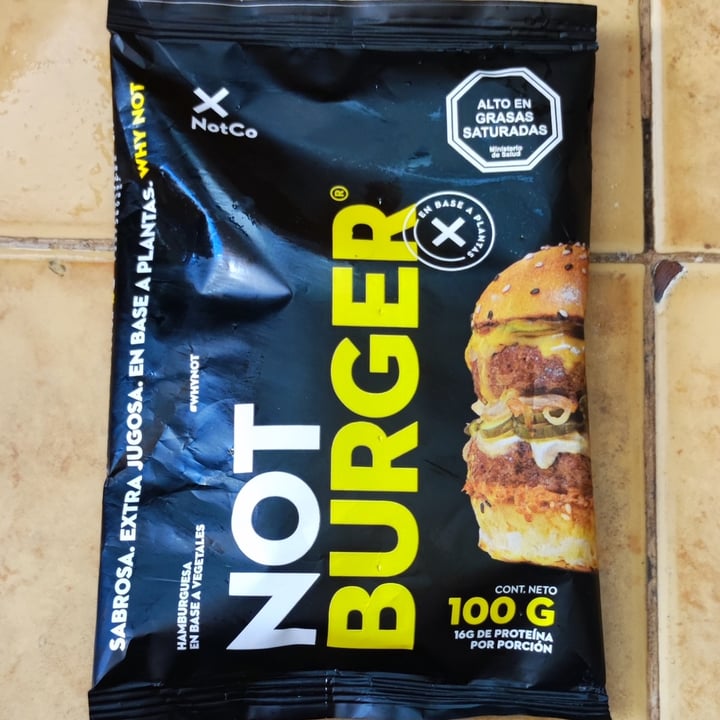 NotCo
ALTO EN
GRASAS
SATURADAS
Ministerio
de Salud
EN BASE A PLANTAS
NOT
BURGER®
#WHYNOT
HAMBURGUESA
EN BASE A VEGETALES
SABROSA. EXTRA JUGOSA. EN BASE A PLANTAS. WHY NOT
CONT. NETO
100 G
16G DE PROTEÍNA
POR PORCIÓN